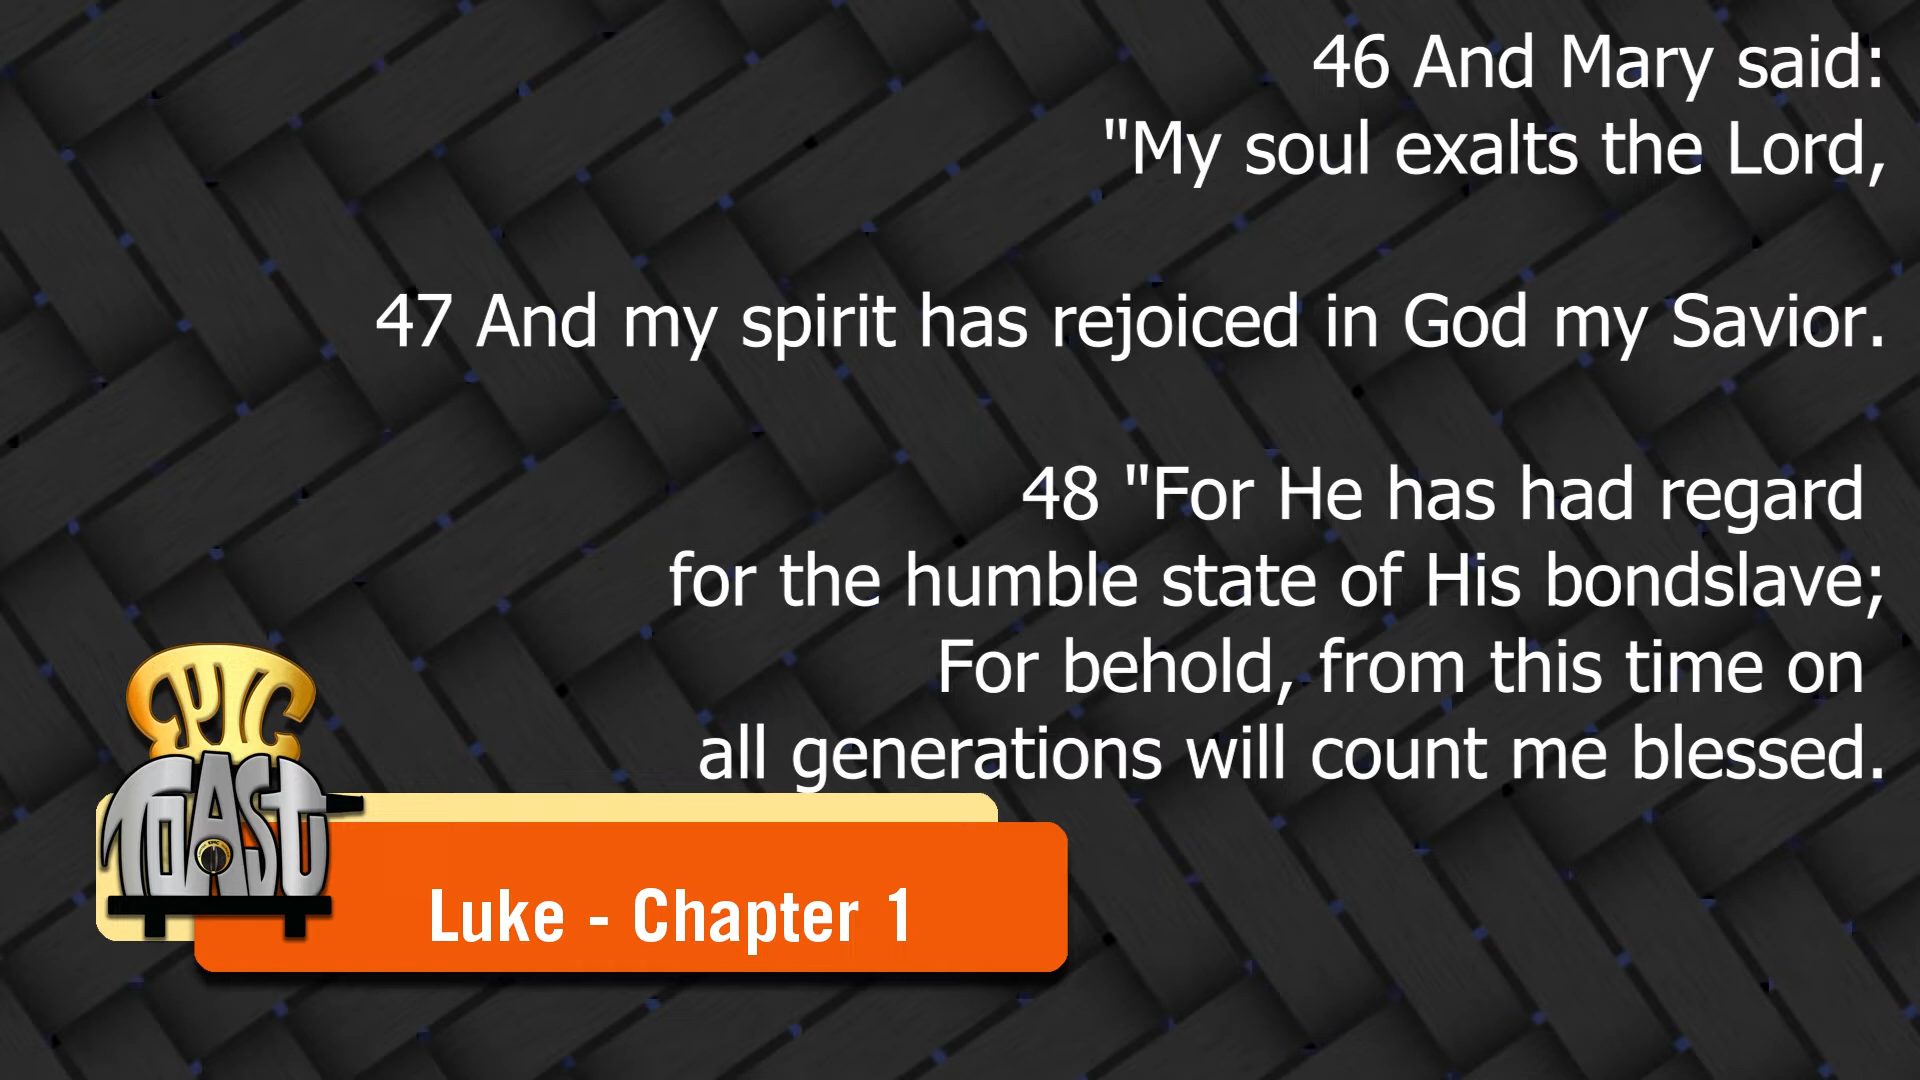 46 And Mary said:
"My soul exalts the Lord,
47 And my spirit has rejoiced in God my Savior.
48 "For He has had regard
for the humble state of His bondslave;
For behold, from this time on
all generations will count me blessed.
EPIC
TOAST
Luke - Chapter 1